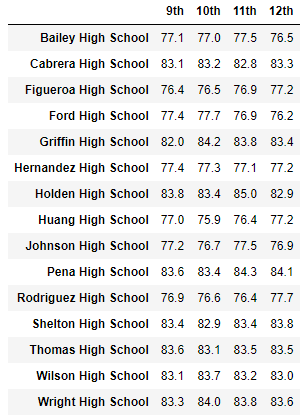 9th 10th 11th 12th
Bailey High School 77.1 77.0 77.5 76.5
Cabrera High School 83.1 83.2 82.8 83.3
Figueroa High School 76.4 76.5 76.9 77.2
Ford High School 77.4 77.7 76.9 76.2
Griffin High School 82.0 84.2 83.8 83.4
Hernandez High School 77.4 77.3 77.1 77.2
Holden High School 83.8 83.4 85.0 82.9
Huang High School 77.0 75.9 76.4 77.2
Johnson High School 77.2 76.7 77.5 76.9
Pena High School 83.6 83.4 84.3 84.1
Rodriguez High School 76.9 76.6 76.4 77.7
Shelton High School 83.4 82.9 83.4 83.8
Thomas High School 83.6 83.1 83.5 83.5
Wilson High School 83.1 83.7 83.2 83.0
Wright High School 83.3 84.0 83.8 83.6